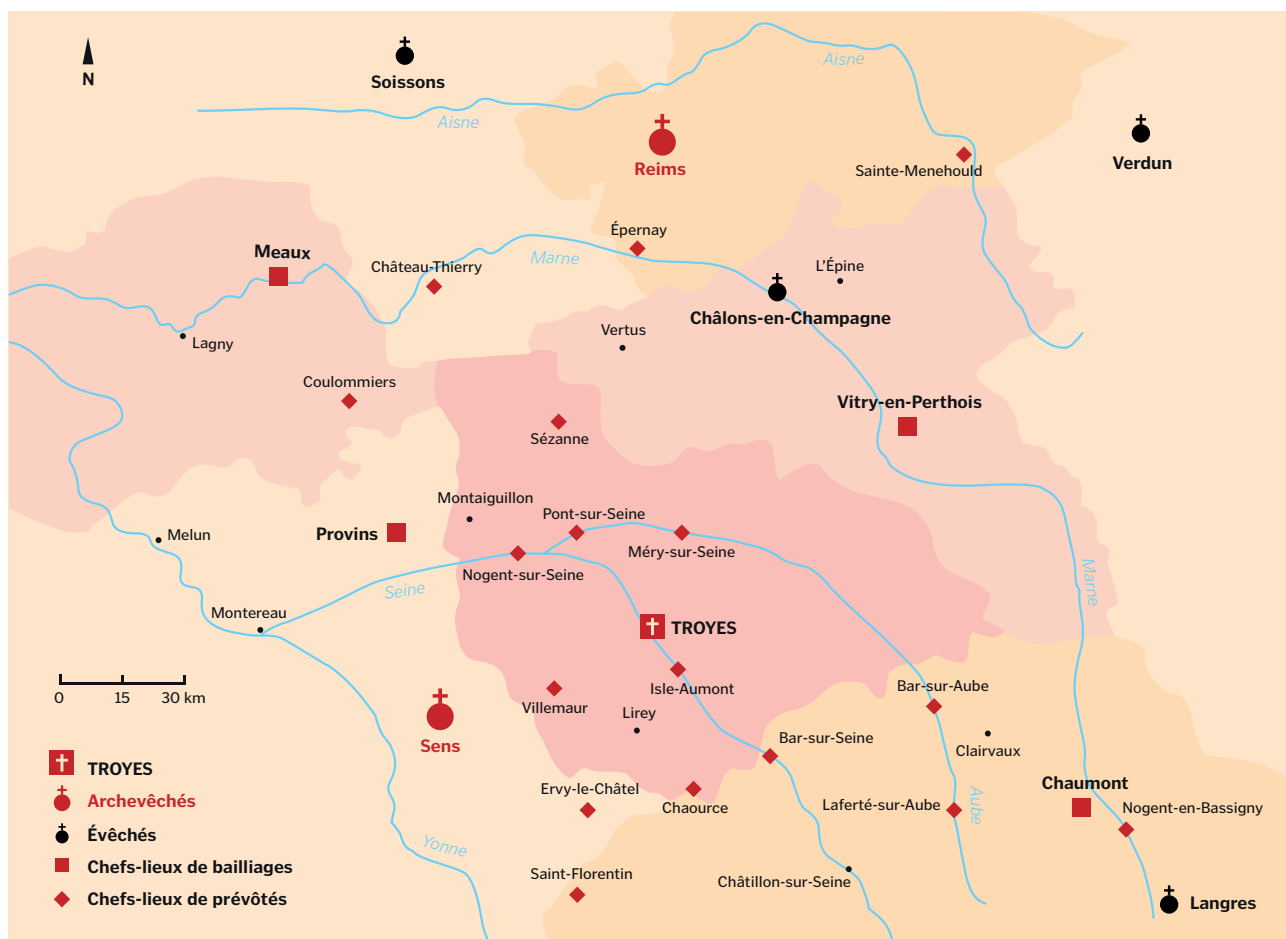 N
Soissons
Aisne
Aisne
Reims
Sainte-Menehould
Verdun
Épernay
Meaux
Château-Thierry
Marne
L'Épine
Châlons-en-Champagne
Vertus
Lagny
Coulommiers
Vitry-en-Perthois
Sézanne
Montaiguillon
Pont-sur-Seine
Provins
Melun
Méry-sur-Seine
Nogent-sur-Seine
Seine
Marne
Montereau
TROYES
0 15 30 km
Isle-Aumont
Bar-sur-Aube
Villemaur
Lirey
Sens
Bar-sur-Seine
Clairvaux
Chaumont
Ervy-le-Châtel
Chaource
Laferté-sur-Aube
Aube
Nogent-en-Bassigny
Yonne
Saint-Florentin
Châtillon-sur-Seine
Langres
TROYES
Archevêchés
Évêchés
Chefs-lieux de bailliages
Chefs-lieux de prévôtés